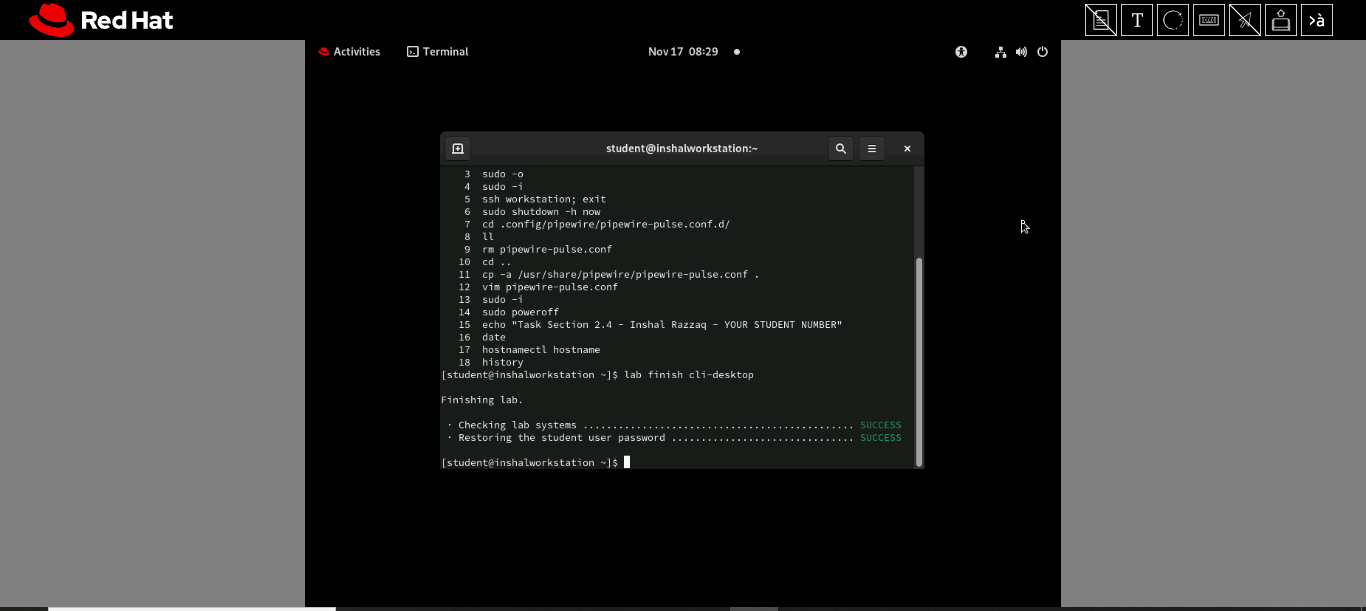 Red Hat
T
>à
Activities
Terminal
Nov 17 08:29
student@inshalworkstation:~
3 sudo -o
4 sudo -i
5 ssh workstation; exit
6 sudo shutdown -h now
7 cd .config/pipewire/pipewire-pulse.conf.d/
8 ll
9 rm pipewire-pulse.conf
10 cd ..
11 cp -a /usr/share/pipewire/pipewire-pulse.conf .
12 vim pipewire-pulse.conf
13 sudo -i
14 sudo poweroff
15 echo "Task Section 2.4 - Inshal Razzaq - YOUR STUDENT NUMBER"
16 date
17 hostnamectl hostname
18 history
[student@inshalworkstation ~]$ lab finish cli-desktop
Finishing lab.
· Checking lab systems .............................................. SUCCESS
· Restoring the student user password ............................... SUCCESS
[student@inshalworkstation ~]$